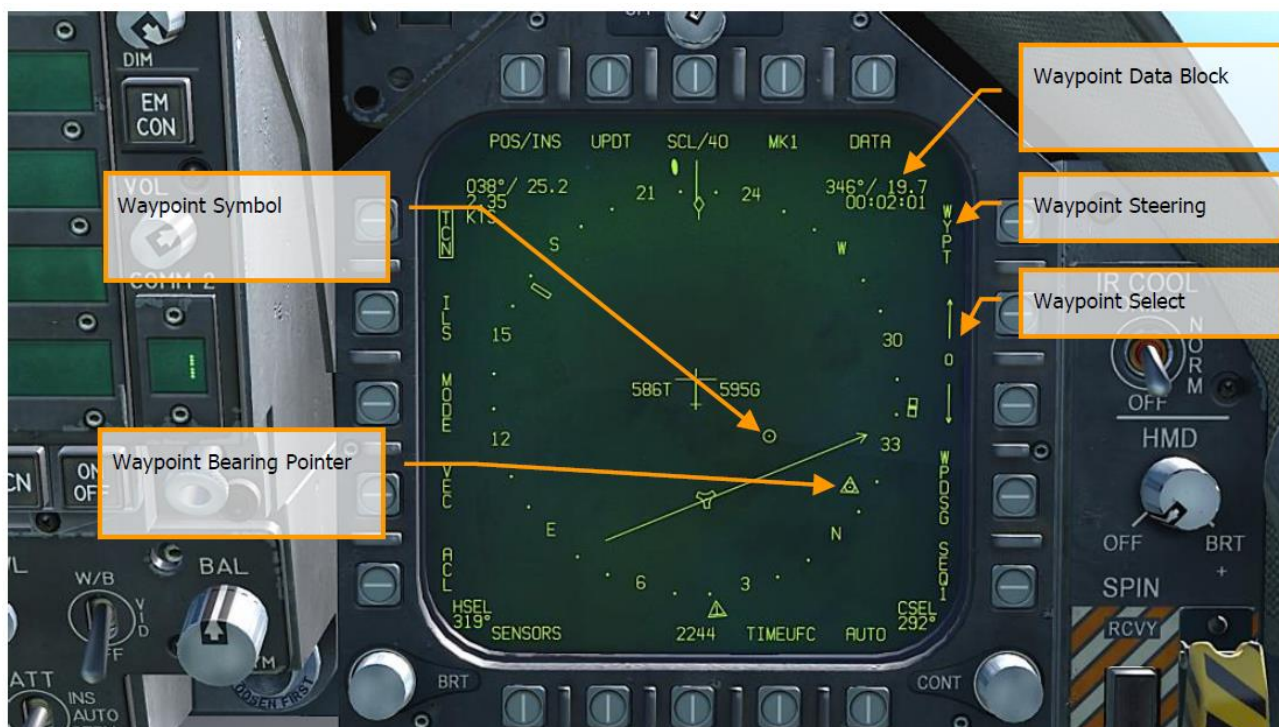 DIM
EM
CON
VOL
COMM 2
CN
ON
OFF
W/B
VID
OFF
BAL
ATT
INS
AUTO
Waypoint Symbol
Waypoint Bearing Pointer
Waypoint Data Block
Waypoint Steering
Waypoint Select
POS/INS UPDT SCL/40 MK1 DATA
038°/ 25.2
2:35
KTS
346°/ 19.7
00:02:01
TCN
ILS
MODE
VEC
ACL
WYPT
0
WPDSG
SEQ1
21
24
S
W
15
30
12
33
E
N
6
3
586T 595G
HSEL
319°
CSEL
292°
SENSORS 2244 TIMEUFC AUTO
BRT
CONT
IR COOL
NORM
OFF
HMD
OFF BRT
SPIN
RCVY